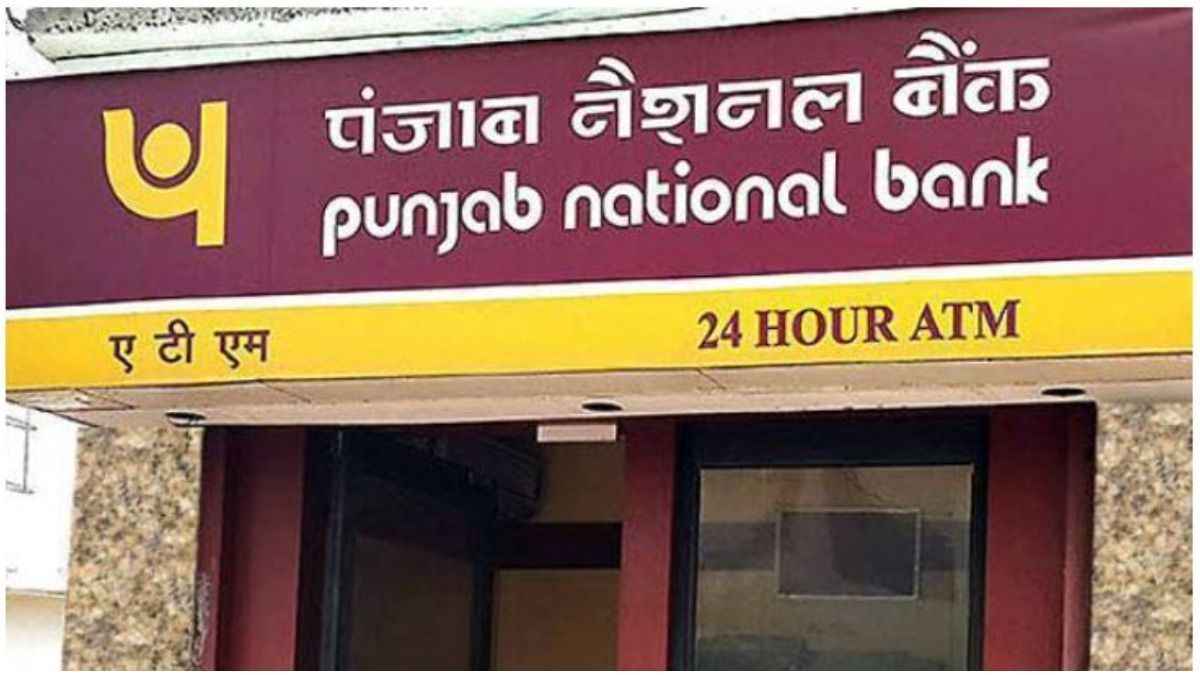 पंजाब नैशनल बैंक
punjab national bank
ए टी एम
24 HOUR ATM